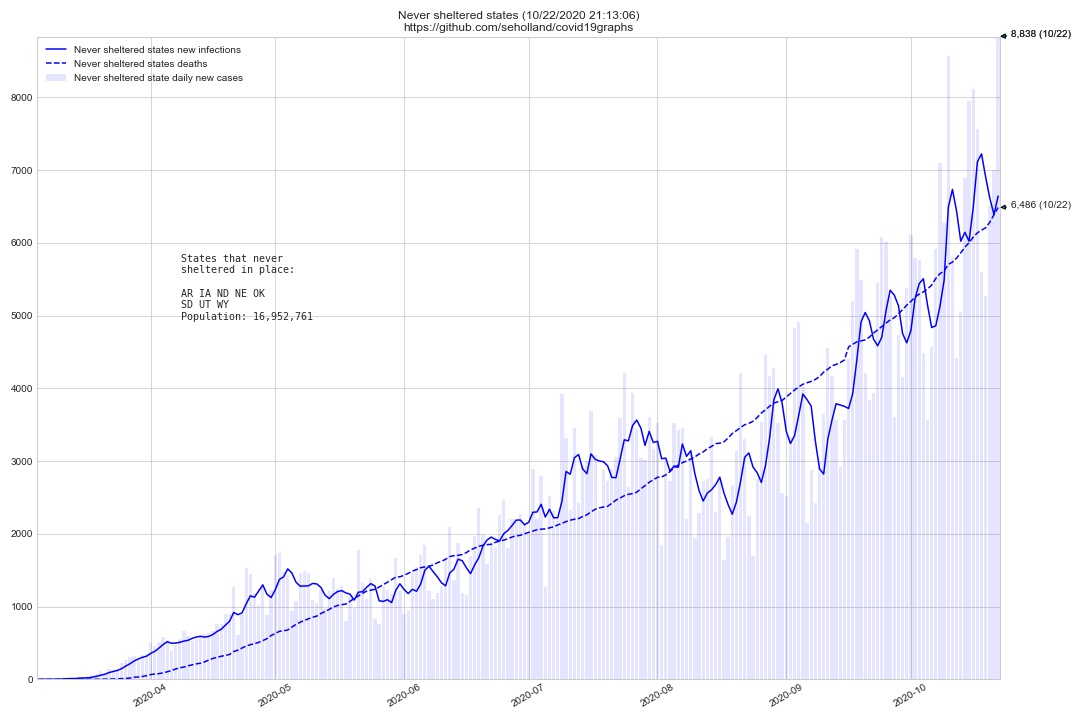 Never sheltered states (10/22/2020 21:13:06)
https://github.com/seholland/covid19graphs
Never sheltered states new infections
Never sheltered states deaths
Never sheltered state daily new cases
8,838 (10/22)
8000
7000
6,486 (10/22)
6000
States that never
sheltered in place:
AR IA ND NE OK
SD UT WY
Population: 16,952,761
5000
4000
3000
2000
1000
0
2020-04
2020-05
2020-06
2020-07
2020-08
2020-09
2020-10